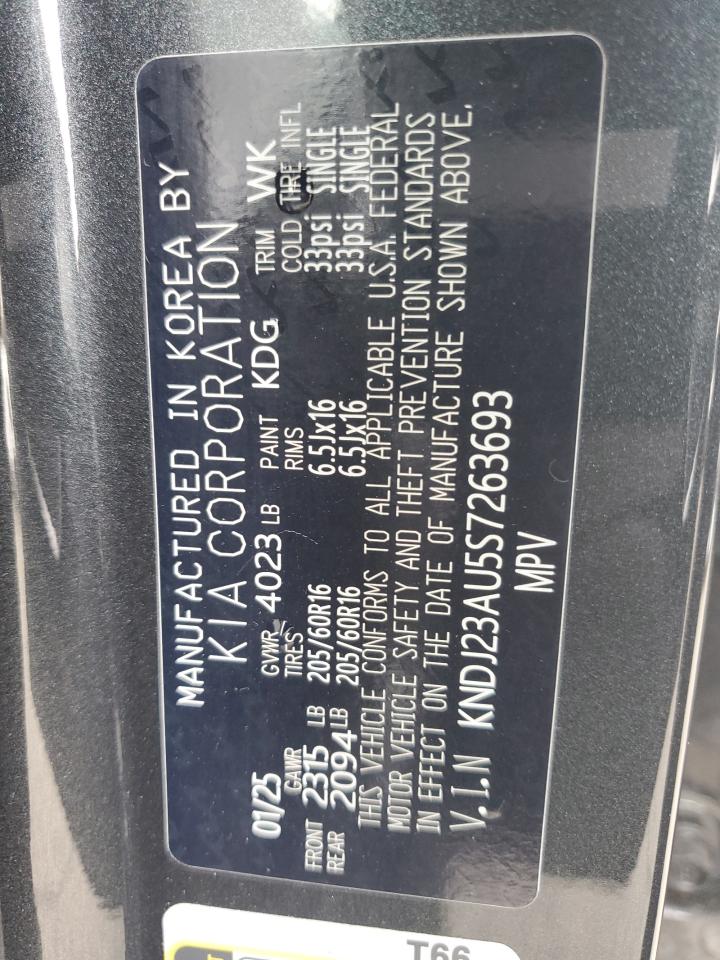 MANUFACTURED IN KOREA BY
KIA CORPORATION
01/25 GVWR 4023 LB PAINT KDG TRIM WK
GAWR TIRES RIMS COLD TIRE INFL
FRONT 2315 LB 205/60R16 6.5Jx16 33psi SINGLE
REAR 2094 LB 205/60R16 6.5Jx16 33psi SINGLE
THIS VEHICLE CONFORMS TO ALL APPLICABLE U.S.A. FEDERAL
MOTOR VEHICLE SAFETY AND THEFT PREVENTION STANDARDS
IN EFFECT ON THE DATE OF MANUFACTURE SHOWN ABOVE.
V.I.N KNDJ23AU5S7263693
MPV
T66